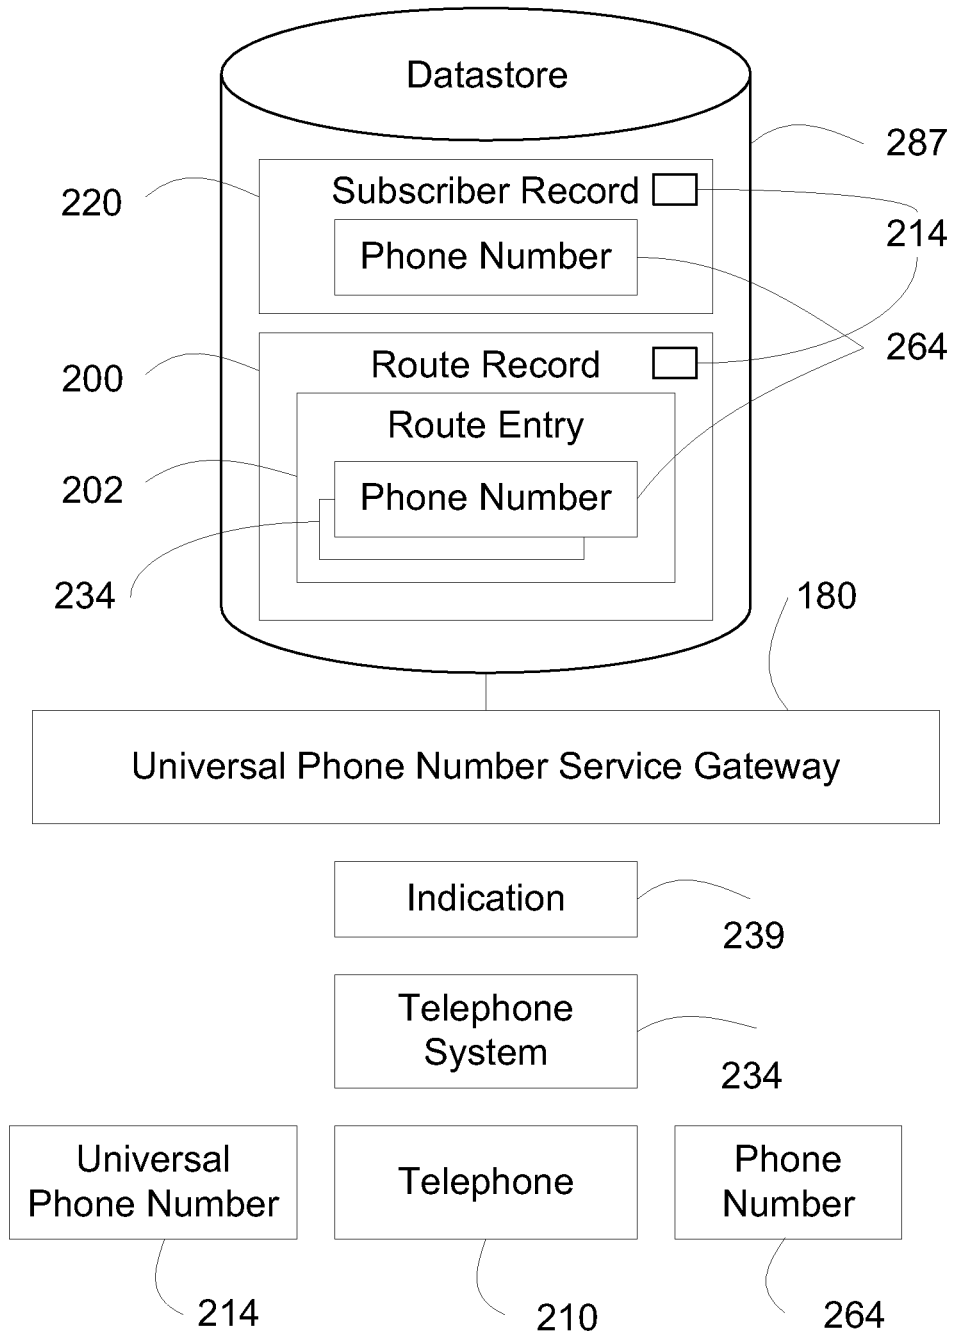 Datastore
287
Subscriber Record
220
214
Phone Number
264
Route Record
200
Route Entry
202
Phone Number
234
180
Universal Phone Number Service Gateway
Indication
239
Telephone
System
234
Universal
Phone Number
Telephone
Phone
Number
214
210
264